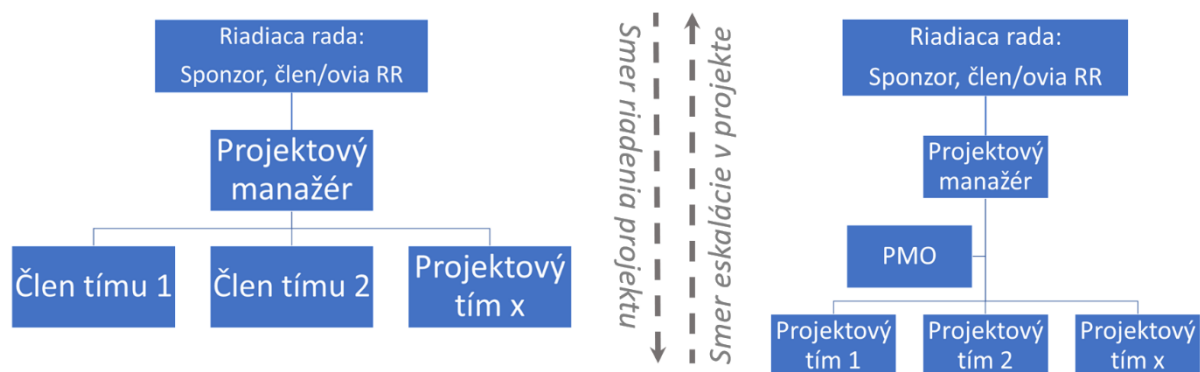 Riadiaca rada:
Sponzor, člen/ovia RR
Projektový
manažér
Člen tímu 1
Člen tímu 2
Projektový
tím x
Smer riadenia projektu
Smer eskalácie v projekte
Riadiaca rada:
Sponzor, člen/ovia RR
Projektový
manažér
PMO
Projektový
tím 1
Projektový
tím 2
Projektový
tím x